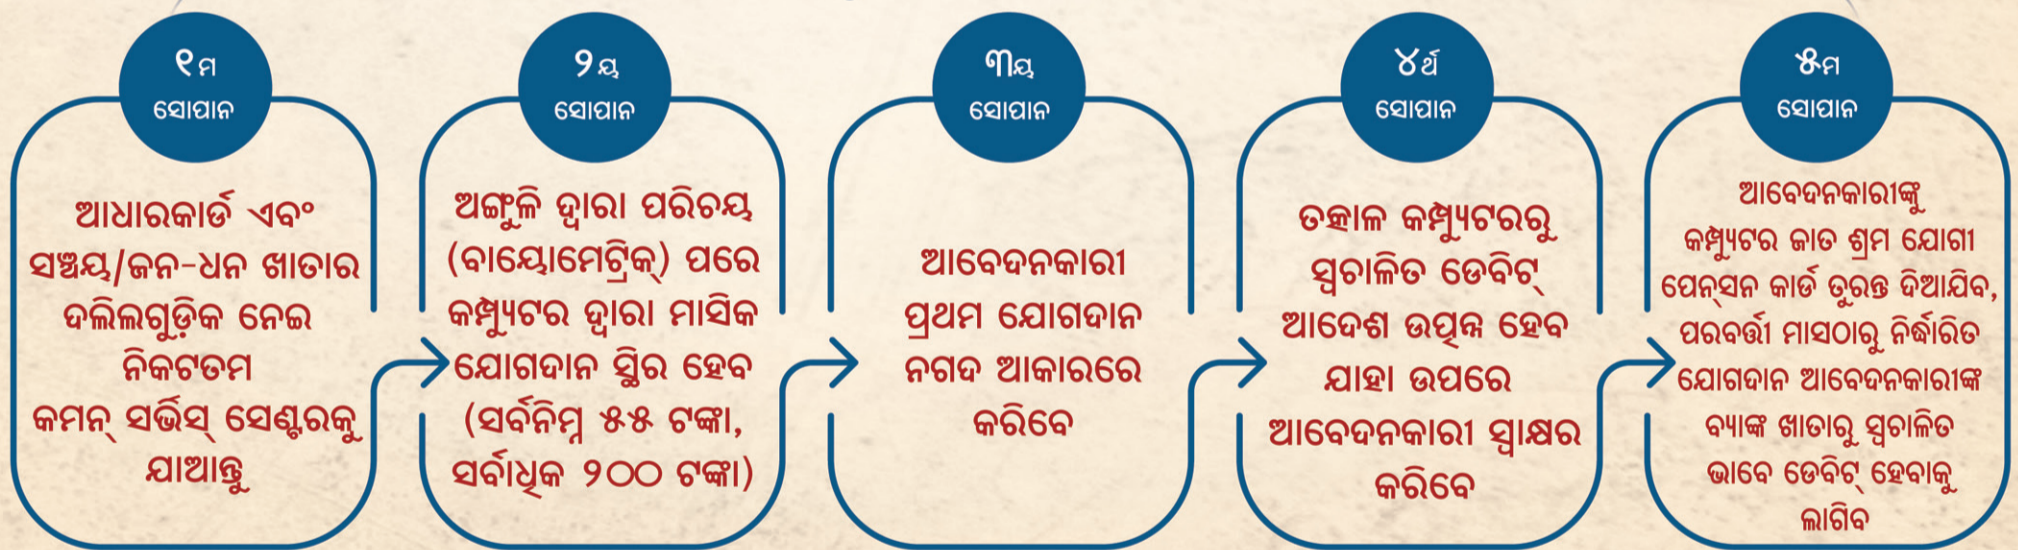 ୧ମ
ସୋପାନ
ଆଧାରକାର୍ଡ ଏବଂ
ସଞ୍ଚୟ/ଜନ-ଧନ ଖାତାର
ଦଲିଲଗୁଡ଼ିକ ନେଇ
ନିକଟତମ
କମନ୍ ସର୍ଭିସ୍ ସେଣ୍ଟରକୁ
ଯାଆନ୍ତୁ
୨ୟ
ସୋପାନ
ଅଙ୍ଗୁଳି ଦ୍ୱାରା ପରିଚୟ
(ବାୟୋମେଟ୍ରିକ୍) ପରେ
କମ୍ପ୍ୟୁଟର ଦ୍ୱାରା ମାସିକ
ଯୋଗଦାନ ସ୍ଥିର ହେବ
(ସର୍ବନିମ୍ନ ୫୫ ଟଙ୍କା,
ସର୍ବାଧିକ ୨୦୦ ଟଙ୍କା)
୩ୟ
ସୋପାନ
ଆବେଦନକାରୀ
ପ୍ରଥମ ଯୋଗଦାନ
ନଗଦ ଆକାରରେ
କରିବେ
୪ର୍ଥ
ସୋପାନ
ତତ୍କାଳ କମ୍ପ୍ୟୁଟରରୁ
ସ୍ୱଚାଳିତ ଡେବିଟ୍
ଆଦେଶ ଉତ୍ପନ୍ନ ହେବ
ଯାହା ଉପରେ
ଆବେଦନକାରୀ ସ୍ୱାକ୍ଷର
କରିବେ
୫ମ
ସୋପାନ
ଆବେଦନକାରୀଙ୍କୁ
କମ୍ପ୍ୟୁଟର ଜାତ ଶ୍ରମ ଯୋଗୀ
ପେନ୍‌ସନ କାର୍ଡ ତୁରନ୍ତ ଦିଆଯିବ,
ପରବର୍ତ୍ତୀ ମାସଠାରୁ ନିର୍ଦ୍ଧାରିତ
ଯୋଗଦାନ ଆବେଦନକାରୀଙ୍କ
ବ୍ୟାଙ୍କ ଖାତାରୁ ସ୍ୱଚାଳିତ
ଭାବେ ଡେବିଟ୍ ହେବାକୁ
ଲାଗିବ